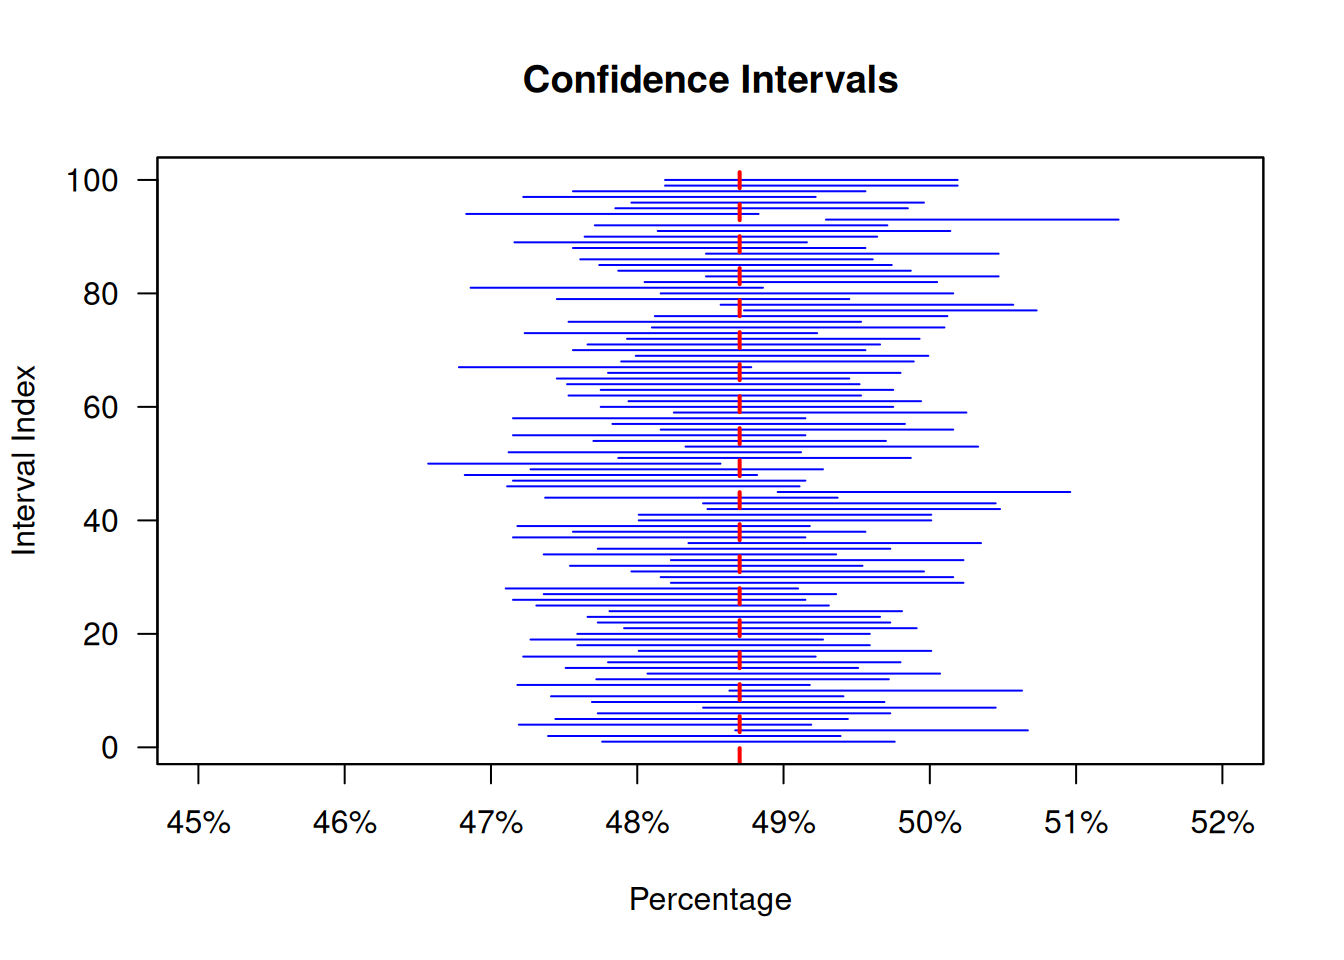 Confidence Intervals
100
80
60
40
20
0
Interval Index
45% 46% 47% 48% 49% 50% 51% 52%
Percentage